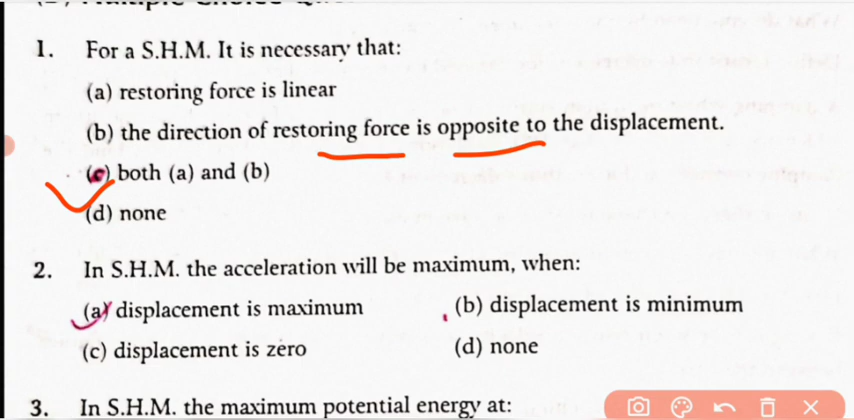 1. For a S.H.M. It is necessary that:
(a) restoring force is linear
(b) the direction of restoring force is opposite to the displacement.
(c) both (a) and (b)
(d) none
2. In S.H.M. the acceleration will be maximum, when:
(a) displacement is maximum (b) displacement is minimum
(c) displacement is zero (d) none
3. In S.H.M. the maximum potential energy at: